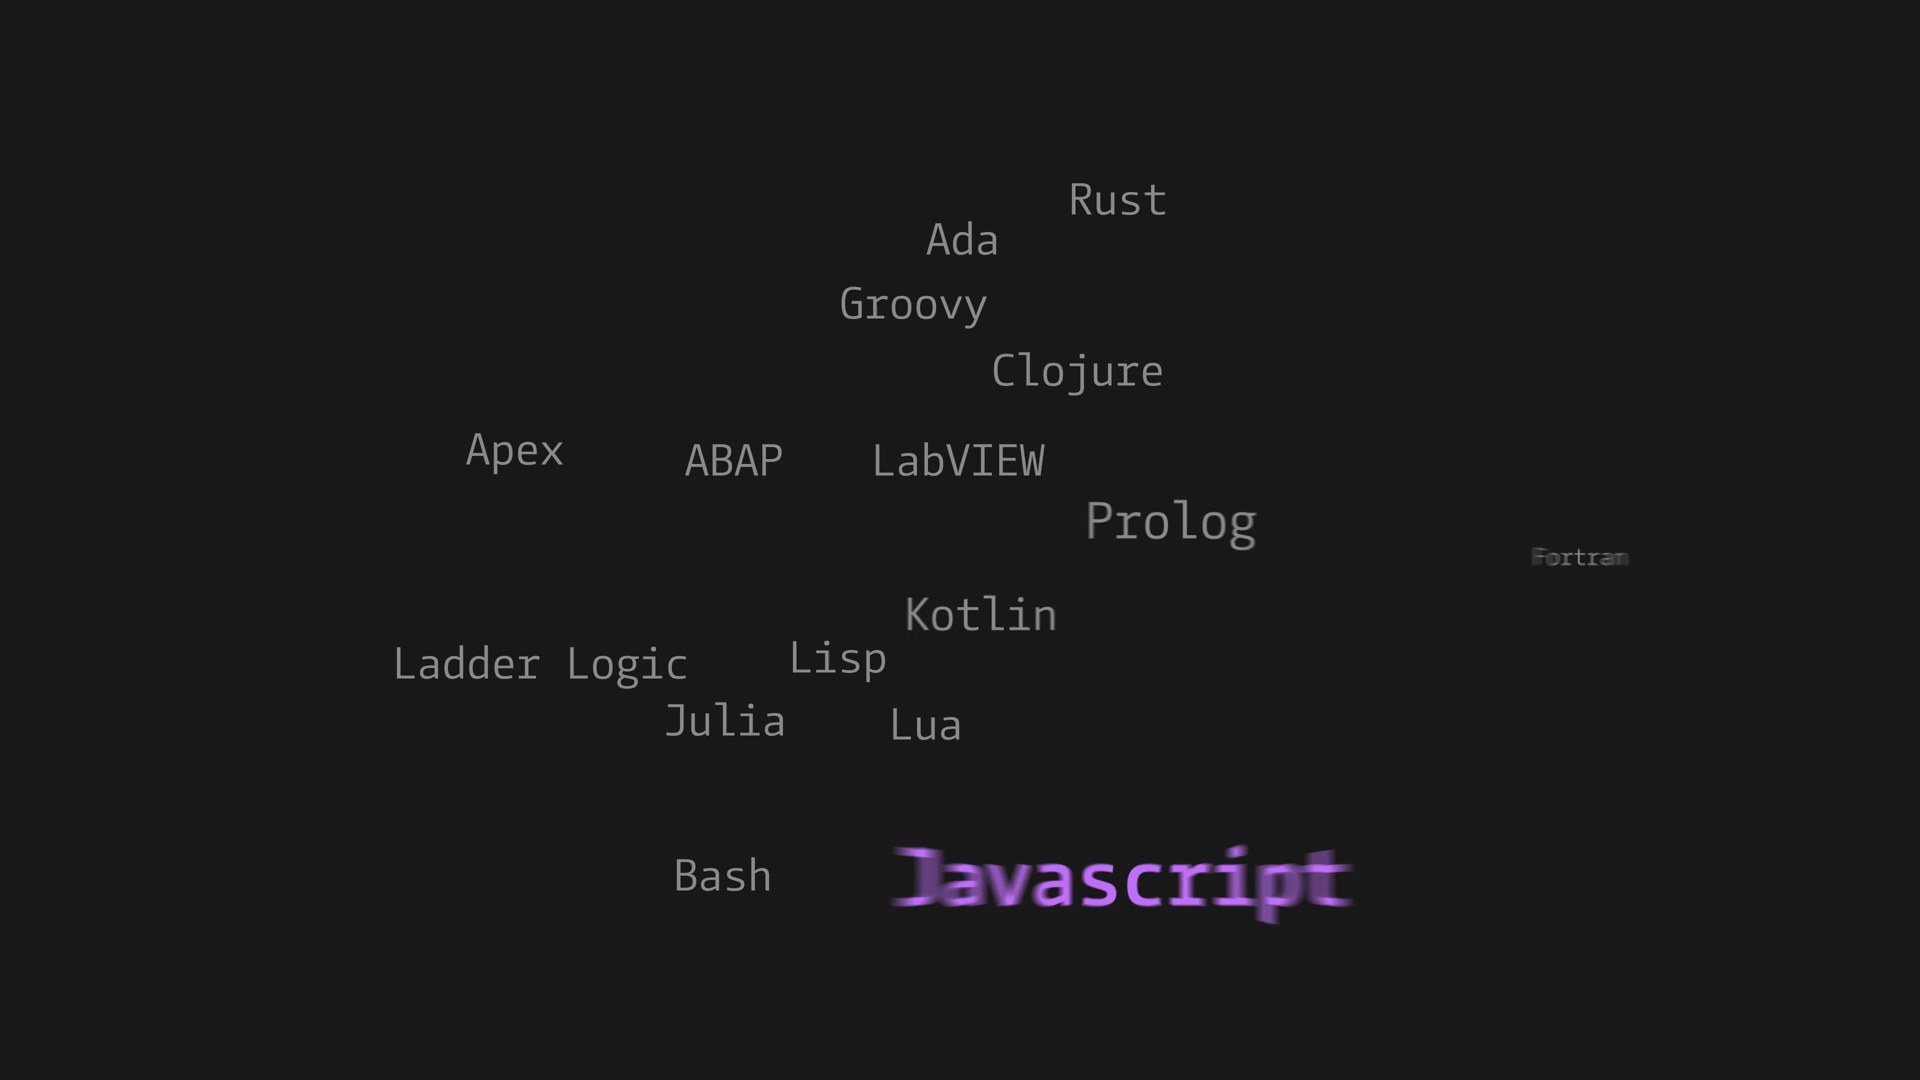 Rust
Ada
Groovy
Clojure
Apex
ABAP
LabVIEW
Prolog
Fortran
Kotlin
Ladder Logic
Lisp
Julia
Lua
Bash
Javascript